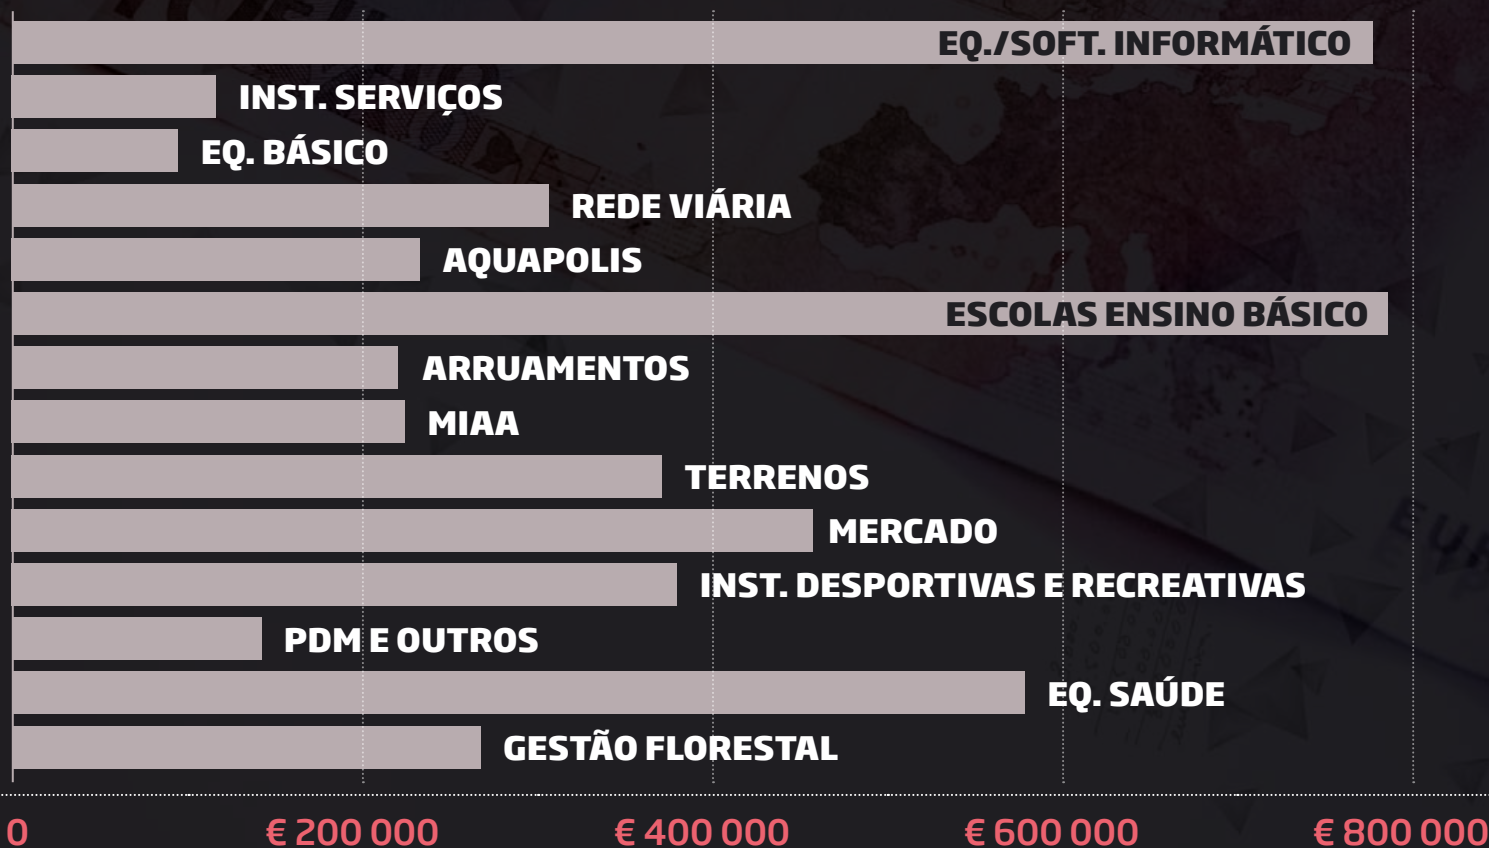 EQ./SOFT. INFORMÁTICO
INST. SERVIÇOS
EQ. BÁSICO
REDE VIÁRIA
AQUAPOLIS
ESCOLAS ENSINO BÁSICO
ARRUAMENTOS
MIAA
TERRENOS
MERCADO
INST. DESPORTIVAS E RECREATIVAS
PDM E OUTROS
EQ. SAÚDE
GESTÃO FLORESTAL
0 € 200 000 € 400 000 € 600 000 € 800 000